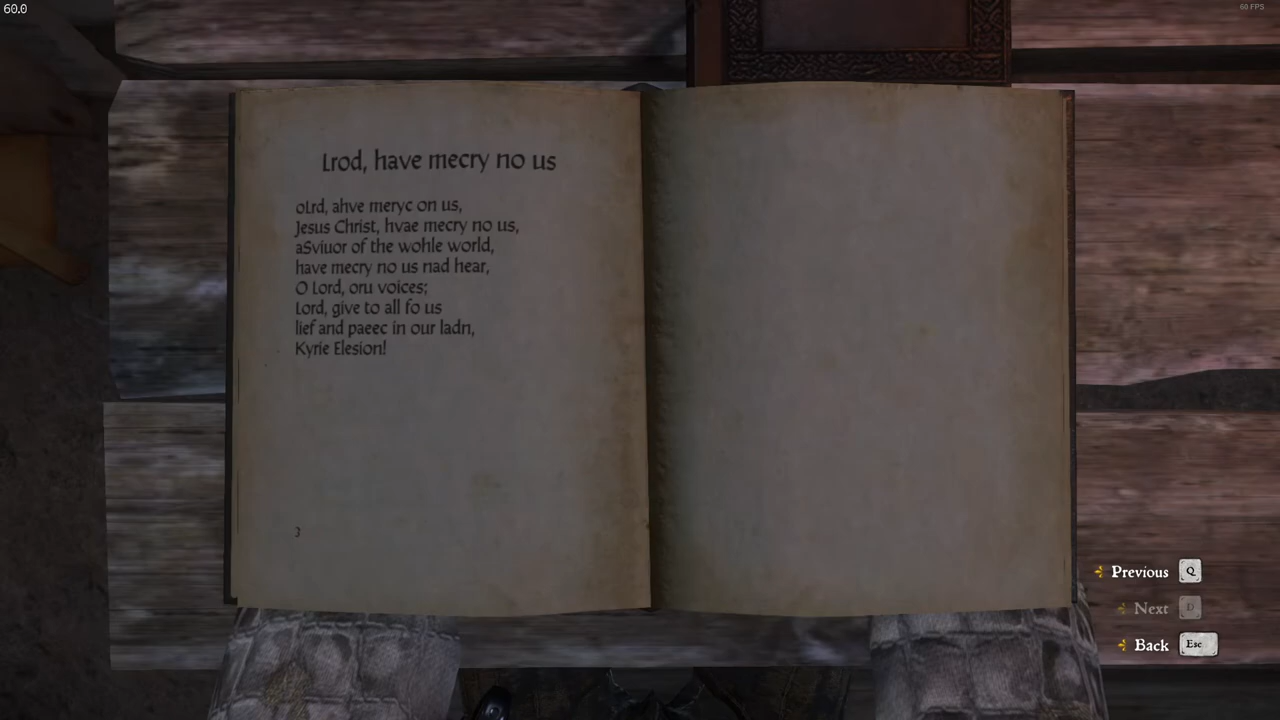 60.0
60 FPS
Lrod, have mecry no us
oLrd, ahve meryc on us,
Jesus Christ, hvae mecry no us,
aSviuor of the wohle world,
have mecry no us nad hear,
O Lord, oru voices;
Lord, give to all fo us
lief and paeec in our ladn,
Kyrie Elesion!
3
Previous Q
Next D
Back Esc